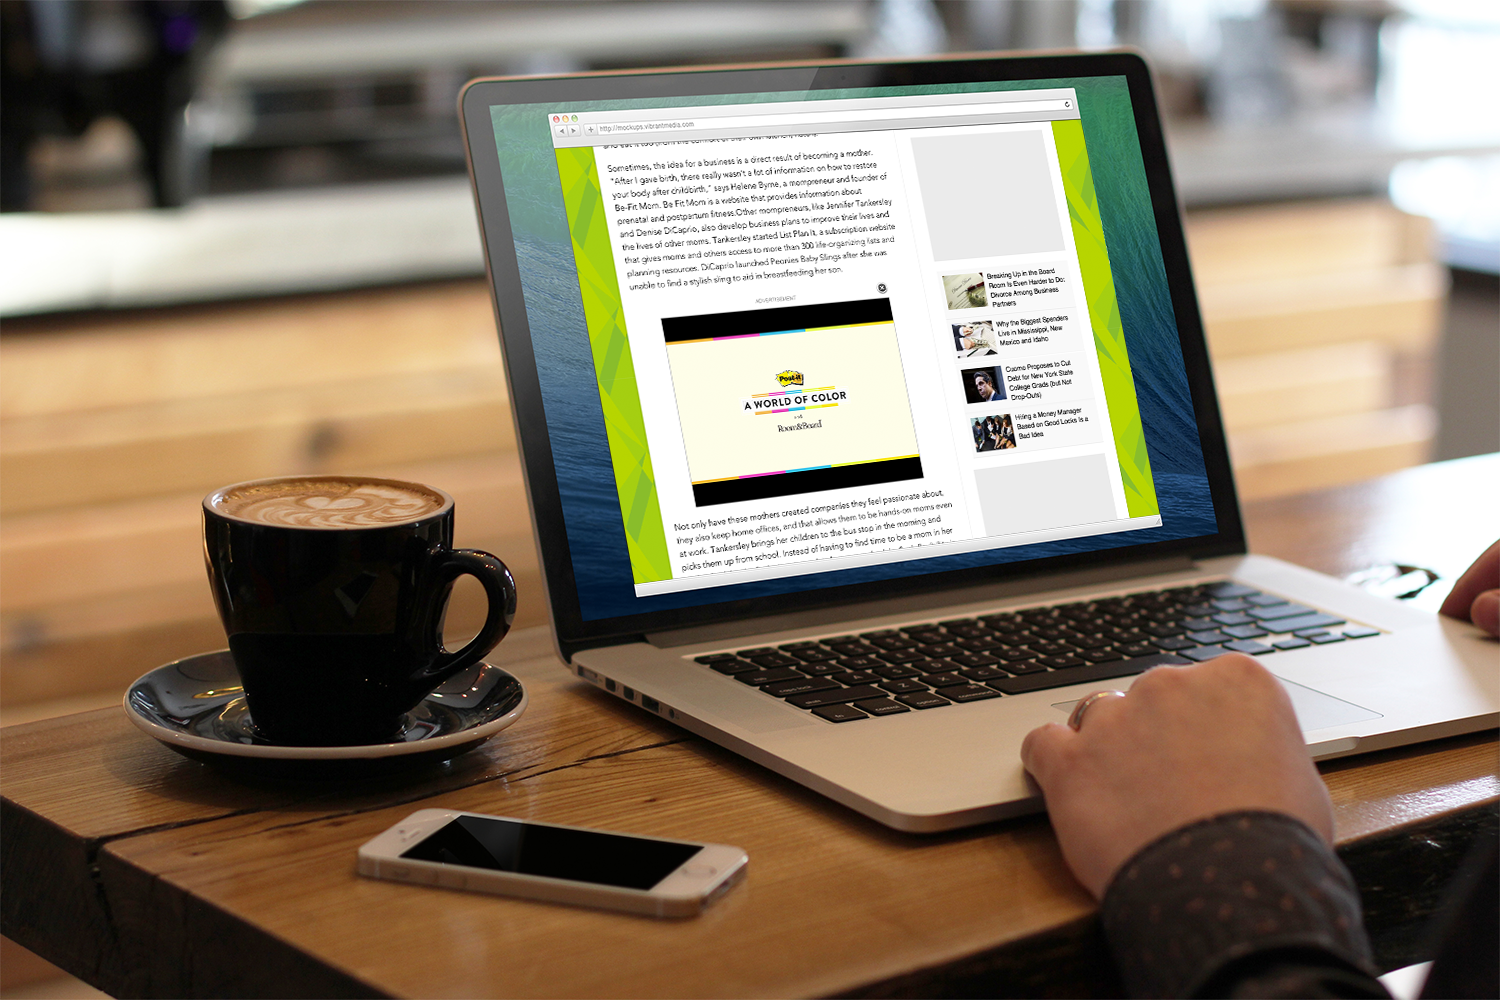 http://mockups.vibrantmedia.com
Sometimes, the idea for a business is a direct result of becoming a mother.
"After I gave birth, there really wasn't a lot of information on how to restore
your body after childbirth," says Helene Byrne, a mompreneur and founder of
Be-Fit Mom. Be Fit Mom is a website that provides information about
prenatal and postpartum fitness.Other mompreneurs, like Jennifer Tankersley
and Denise DiCaprio, also develop business plans to improve their lives and
the lives of other moms. Tankersley started List Plan It, a subscription website
that gives moms and others access to more than 300 life-organizing lists and
planning resources. DiCaprio launched Peonies Baby Slings after she was
unable to find a stylish sling to aid in breastfeeding her son.
ADVERTISEMENT
Post-it
A WORLD OF COLOR
Room&Board
Not only have these mothers created companies they feel passionate about,
they also keep home offices, and that allows them to be hands-on moms even
at work. Tankersley brings her children to the bus stop in the morning and
picks them up from school. Instead of having to find time to be a mom in her
Breaking Up in the Board
Room Is Even Harder to Do:
Divorce Among Business
Partners
Why the Biggest Spenders
Live in Mississippi, New
Mexico and Idaho
Cuomo Proposes to Cut
Debt for New York State
College Grads (but Not
Drop-Outs)
Hiring a Money Manager
Based on Good Looks Is a
Bad Idea